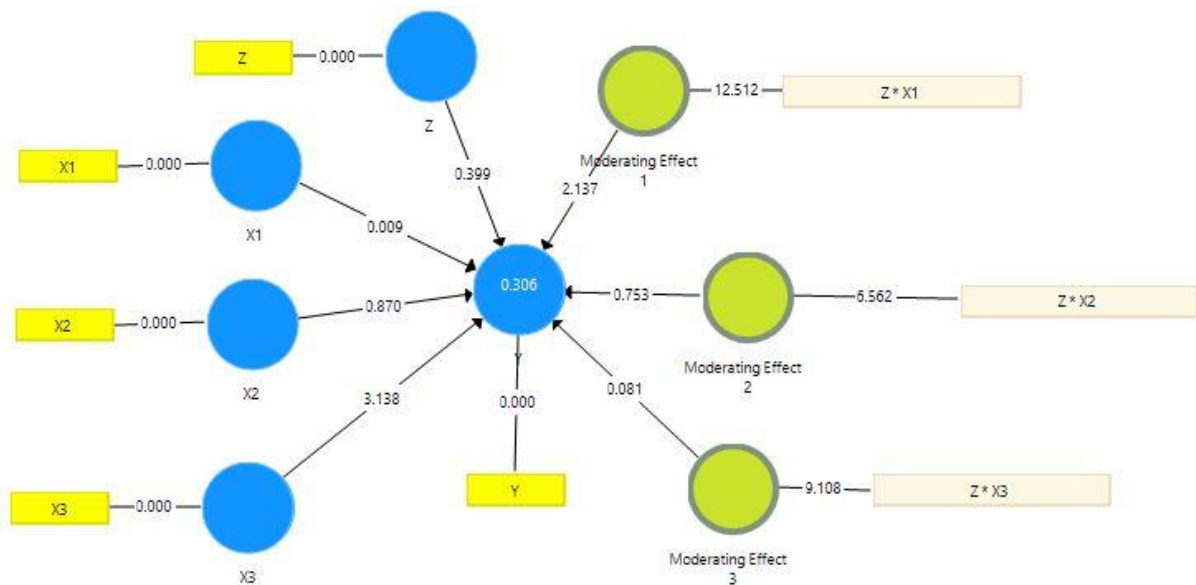 Z
0.000
Z
12.512
Z * X1
Moderating Effect
1
X1
0.000
X1
0.399
2.137
0.009
0.306
Y
X2
0.000
X2
0.870
0.753
Moderating Effect
2
6.562
Z * X2
3.138
0.000
0.081
X3
0.000
X3
Y
Moderating Effect
3
9.108
Z * X3